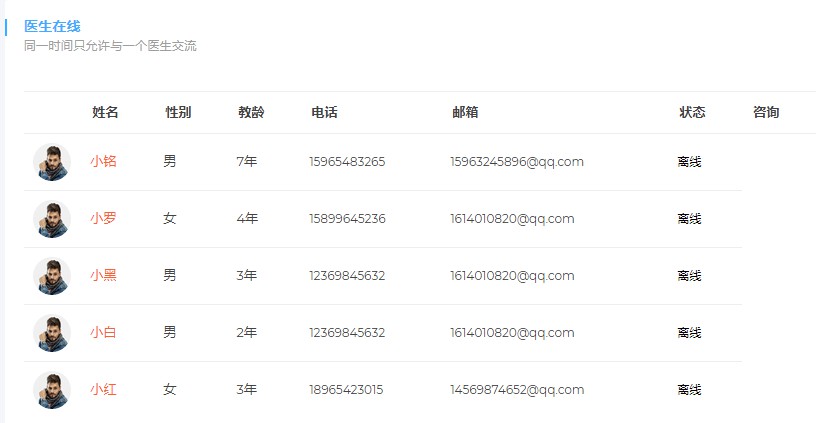 医生在线
同一时间只允许与一个医生交流
姓名 性别 教龄 电话 邮箱 状态 咨询
小铭 男 7年 15965483265 15963245896@qq.com 离线
小罗 女 4年 15899645236 1614010820@qq.com 离线
小黑 男 3年 12369845632 1614010820@qq.com 离线
小白 男 2年 12369845632 1614010820@qq.com 离线
小红 女 3年 18965423015 14569874652@qq.com 离线